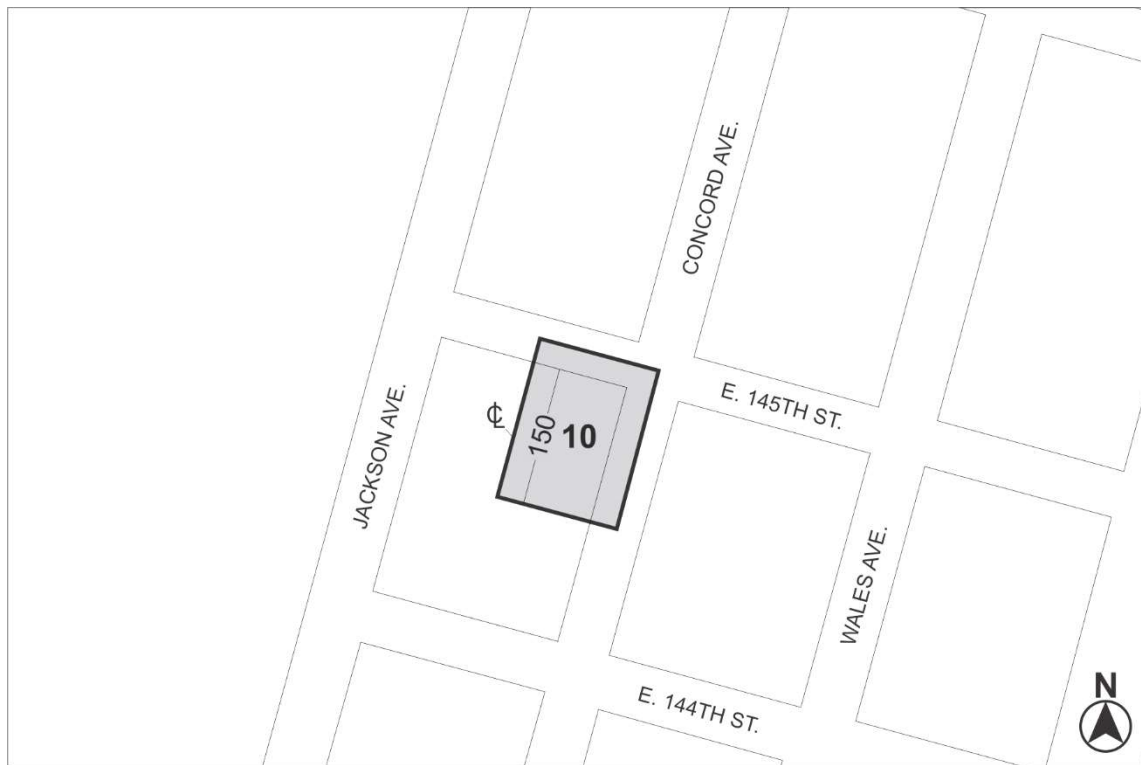 CONCORD AVE.
JACKSON AVE.
E. 145TH ST.
℄
150
10
WALES AVE.
E. 144TH ST.
N